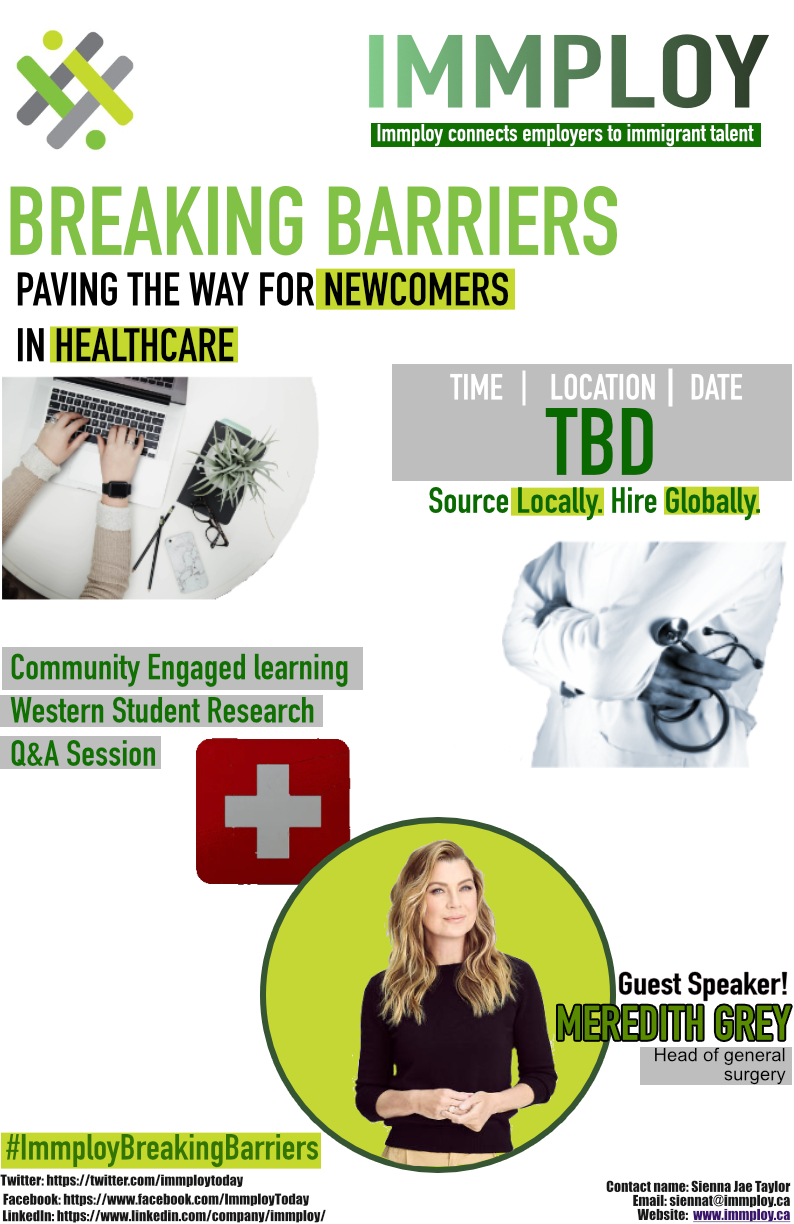 IMMPLOY
Immploy connects employers to immigrant talent
BREAKING BARRIERS
PAVING THE WAY FOR NEWCOMERS
IN HEALTHCARE
TIME | LOCATION | DATE
TBD
Source Locally. Hire Globally.
Community Engaged learning
Western Student Research
Q&A Session
Guest Speaker!
MEREDITH GREY
Head of general
surgery
#ImmployBreakingBarriers
Twitter: https://twitter.com/immploytoday
Facebook: https://www.facebook.com/ImmployToday
LinkedIn: https://www.linkedin.com/company/immploy/
Contact name: Sienna Jae Taylor
Email: siennat@immploy.ca
Website: www.immploy.ca